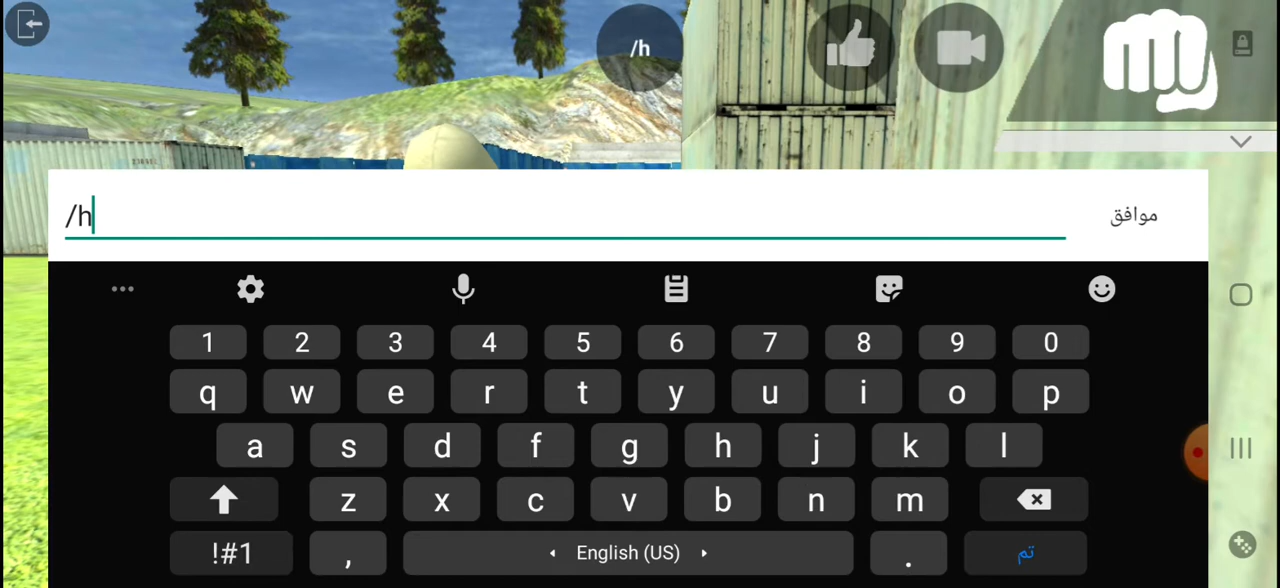 /h
/h
موافق
1 2 3 4 5 6 7 8 9 0
q w e r t y u i o p
a s d f g h j k l
z x c v b n m
!#1 , English (US) . تم